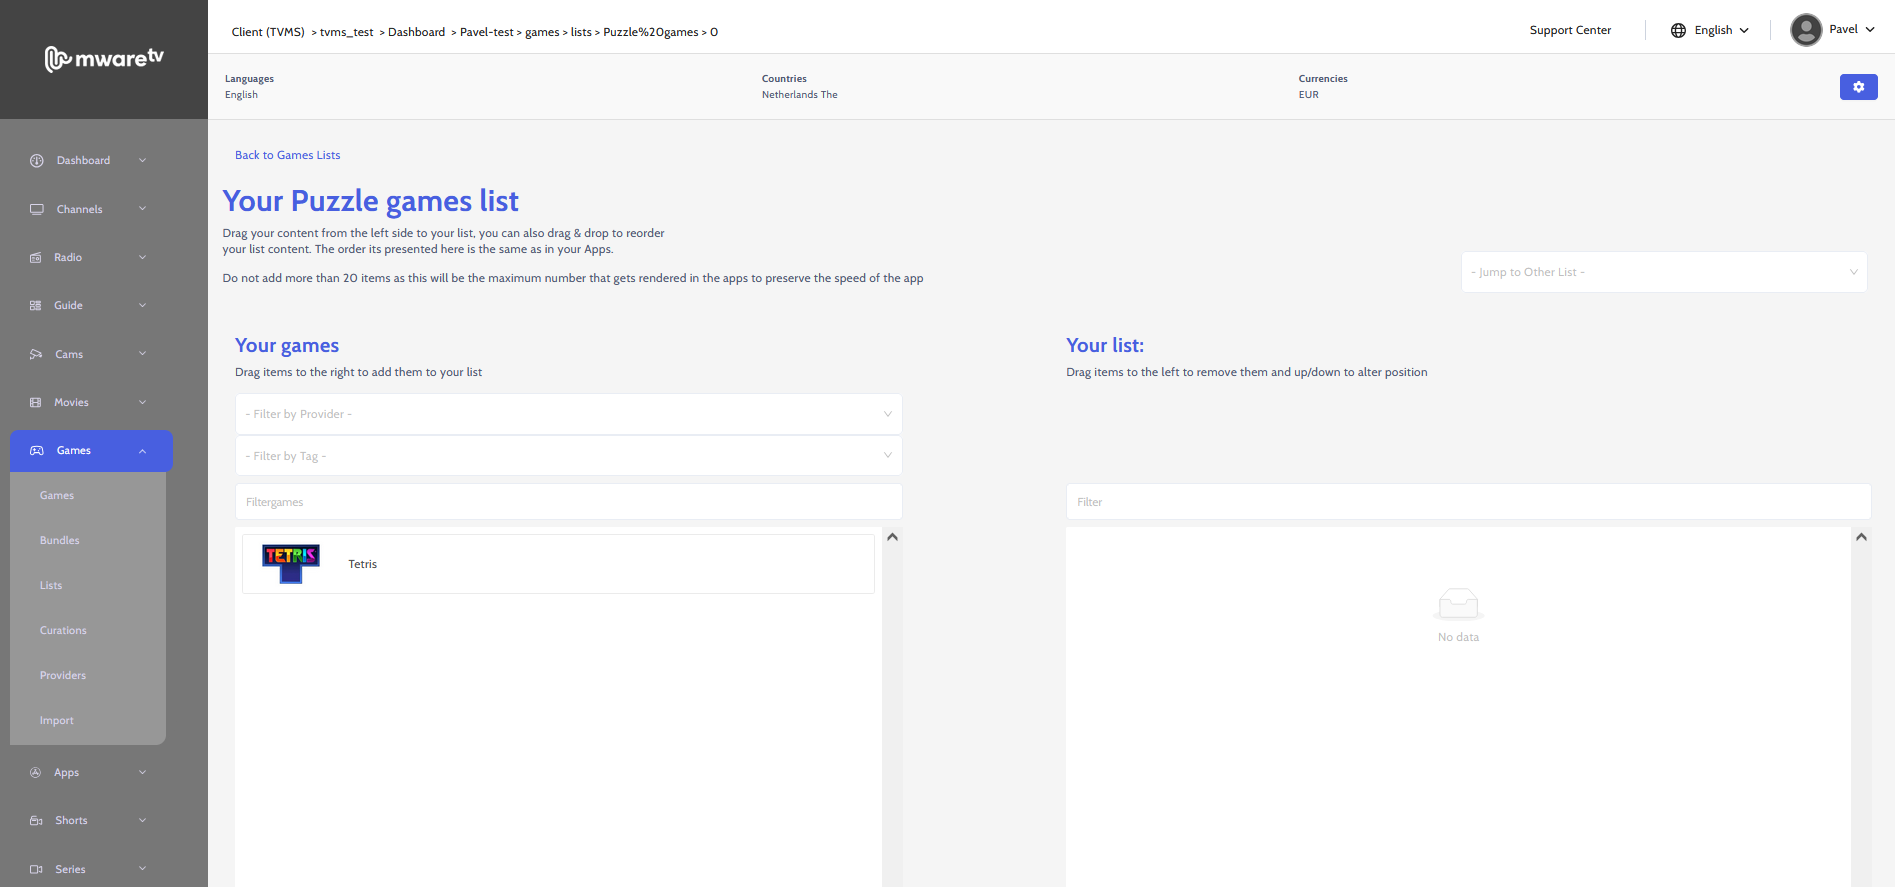 mwaretv
Client (TVMS) > tvms_test > Dashboard > Pavel-test > games > lists > Puzzle%20games > 0
Support Center
English
Pavel
Languages
English
Countries
Netherlands The
Currencies
EUR
Dashboard
Channels
Radio
Guide
Cams
Movies
Games
Games
Bundles
Lists
Curations
Providers
Import
Apps
Shorts
Series
Back to Games Lists
Your Puzzle games list
Drag your content from the left side to your list, you can also drag & drop to reorder
your list content. The order its presented here is the same as in your Apps.
Do not add more than 20 items as this will be the maximum number that gets rendered in the apps to preserve the speed of the app
- Jump to Other List -
Your games
Drag items to the right to add them to your list
- Filter by Provider -
- Filter by Tag -
Filtergames
TETRIS
Tetris
Your list:
Drag items to the left to remove them and up/down to alter position
Filter
No data